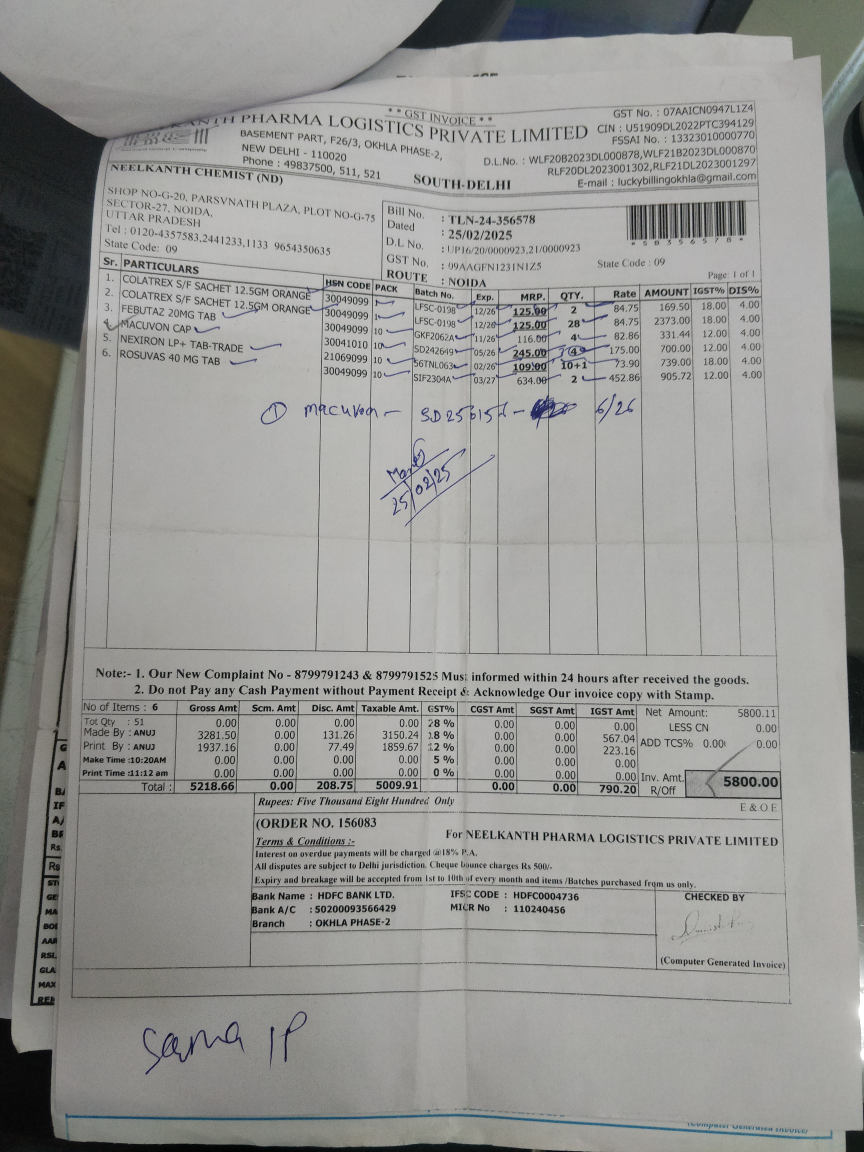 * * GST INVOICE * *
PHARMA LOGISTICS PRIVATE LIMITED
BASEMENT PART, F26/3, OKHLA PHASE-2,
NEW DELHI - 110020
Phone : 49837500, 511, 521
SOUTH-DELHI
GST No. : 07AAICN0947L1Z4
CIN : U51909DL2022PTC394129
FSSAI No. : 13323010000770
D.L.No. : WLF20B2023DL000878,WLF21B2023DL000870
RLF20DL2023001302,RLF21DL2023001297
E-mail : luckybillingokhla@gmail.com
NEELKANTH CHEMIST (ND)
SHOP NO-G-20, PARSVNATH PLAZA, PLOT NO-G-75
SECTOR-27, NOIDA,
UTTAR PRADESH
Tel : 0120-4357583,2441233,1133 9654350635
State Code: 09
Bill No. : TLN-24-356578
Dated : 25/02/2025
D.L No. : UP16/20/0000923,21/0000923
GST No. : 09AAGFN1231N1Z5 State Code : 09
ROUTE : NOIDA
* 5 8 3 5 6 5 7 8 *
Page: 1 of 1
Sr. PARTICULARS HSN CODE PACK Batch No. Exp. MRP. QTY. Rate AMOUNT IGST% DIS%
1. COLATREX S/F SACHET 12.5GM ORANGE 30049099 1 LFSC-0198 12/26 125.00 2 84.75 169.50 18.00 4.00
2. COLATREX S/F SACHET 12.5GM ORANGE 30049099 1 LFSC-0198 12/26 125.00 28 84.75 2373.00 18.00 4.00
3. FEBUTAZ 20MG TAB 30049099 10 GKF2062A 11/26 116.00 4 82.86 331.44 12.00 4.00
4. MACUVON CAP 30041010 10 SD242649 05/26 245.00 4 175.00 700.00 12.00 4.00
5. NEXIRON LP+ TAB-TRADE 21069099 10 56TNL063 02/26 109.00 10+1 73.90 739.00 18.00 4.00
6. ROSUVAS 40 MG TAB 30049099 10 SIF2304A 03/27 634.00 2 452.86 905.72 12.00 4.00
① macuvon - 6/26
25/02/25
Note:- 1. Our New Complaint No - 8799791243 & 8799791525 Must informed within 24 hours after received the goods.
2. Do not Pay any Cash Payment without Payment Receipt & Acknowledge Our invoice copy with Stamp.
No of Items : 6 Gross Amt Scm. Amt Disc. Amt Taxable Amt. GST% CGST Amt SGST Amt IGST Amt Net Amount: 5800.11
Tot Qty : 51 0.00 0.00 0.00 0.00 28 % 0.00 0.00 0.00 LESS CN 0.00
Made By : ANUJ 3281.50 0.00 131.26 3150.24 18 % 0.00 0.00 567.04 ADD TCS% 0.00 0.00
Print By : ANUJ 1937.16 0.00 77.49 1859.67 12 % 0.00 0.00 223.16
Make Time :10:20AM 0.00 0.00 0.00 0.00 5 % 0.00 0.00 0.00
Print Time :11:12 am 0.00 0.00 0.00 0.00 0 % 0.00 0.00 0.00 Inv. Amt.
Total : 5218.66 0.00 208.75 5009.91 0.00 0.00 790.20 R/Off 5800.00
Rupees: Five Thousand Eight Hundred Only
E & O E
(ORDER NO. 156083
For NEELKANTH PHARMA LOGISTICS PRIVATE LIMITED
Terms & Conditions :-
Interest on overdue payments will be charged @18% P.A.
All disputes are subject to Delhi jurisdiction. Cheque bounce charges Rs 500/-
Expiry and breakage will be accepted from 1st to 10th of every month and items /Batches purchased from us only.
Bank Name : HDFC BANK LTD. IFSC CODE : HDFC0004736
Bank A/C : 50200093566429 MICR No : 110240456
Branch : OKHLA PHASE-2
CHECKED BY
(Computer Generated Invoice)
(Computer Generated Invoice)